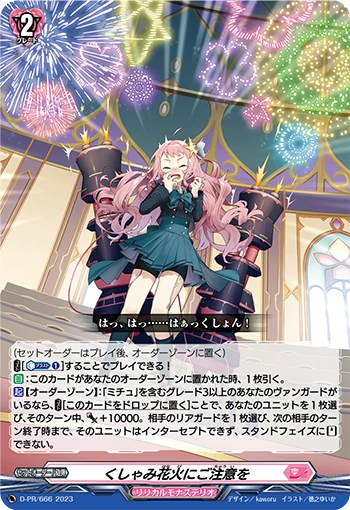 2
グレード
はっ、はっ……はぁっくしょん!
(セットオーダーはプレイ後、オーダーゾーンに置く)
[ブラスト 1]することでプレイできる!
自:このカードがあなたのオーダーゾーンに置かれた時、1枚引く。
起【オーダーゾーン】:「ミチュ」を含むグレード3以上のあなたのヴァンガードが
いるなら、[このカードをドロップに置く]ことで、あなたのユニットを1枚選
び、そのターン中、+10000。相手のリアガードを1枚選び、次の相手のター
ン終了時まで、そのユニットはインターセプトできず、スタンドフェイズに【スタンド】
できない。
セットオーダー
くしゃみ花火にご注意を
リリカルモナステリオ
D-PR/666 2023
デザイン/kaworu イラスト/徳之ゆいか